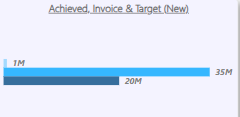 Achieved, Invoice & Target (New)
1M
35M
20M